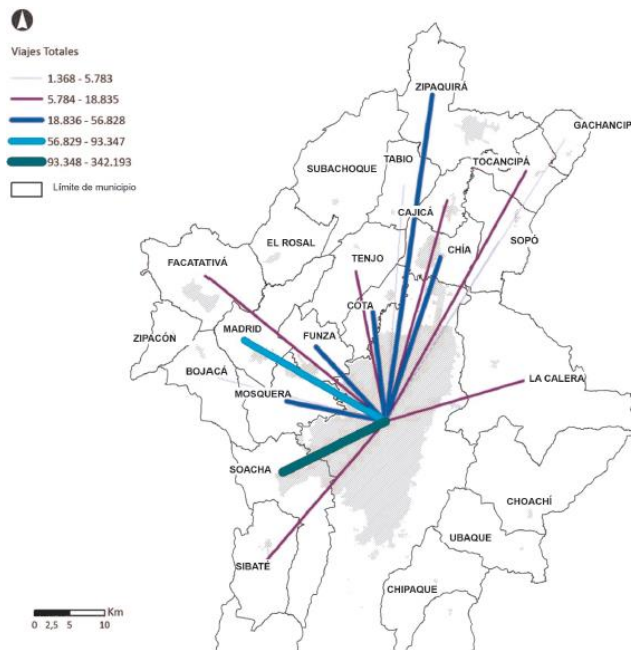 Viajes Totales
1.368 - 5.783
5.784 - 18.835
18.836 - 56.828
56.829 - 93.347
93.348 - 342.193
Límite de municipio
ZIPAQUIRÁ
GACHANCIP
TABIO
TOCANCIPÁ
SUBACHOQUE
CAJICÁ
SOPÓ
EL ROSAL
CHÍA
TENJO
FACATATIVÁ
COTA
MADRID
FUNZA
ZIPACÓN
BOJACÁ
LA CALERA
MOSQUERA
SOACHA
CHOACHÍ
UBAQUE
SIBATÉ
CHIPAQUE
Km
0 2,5 5 10